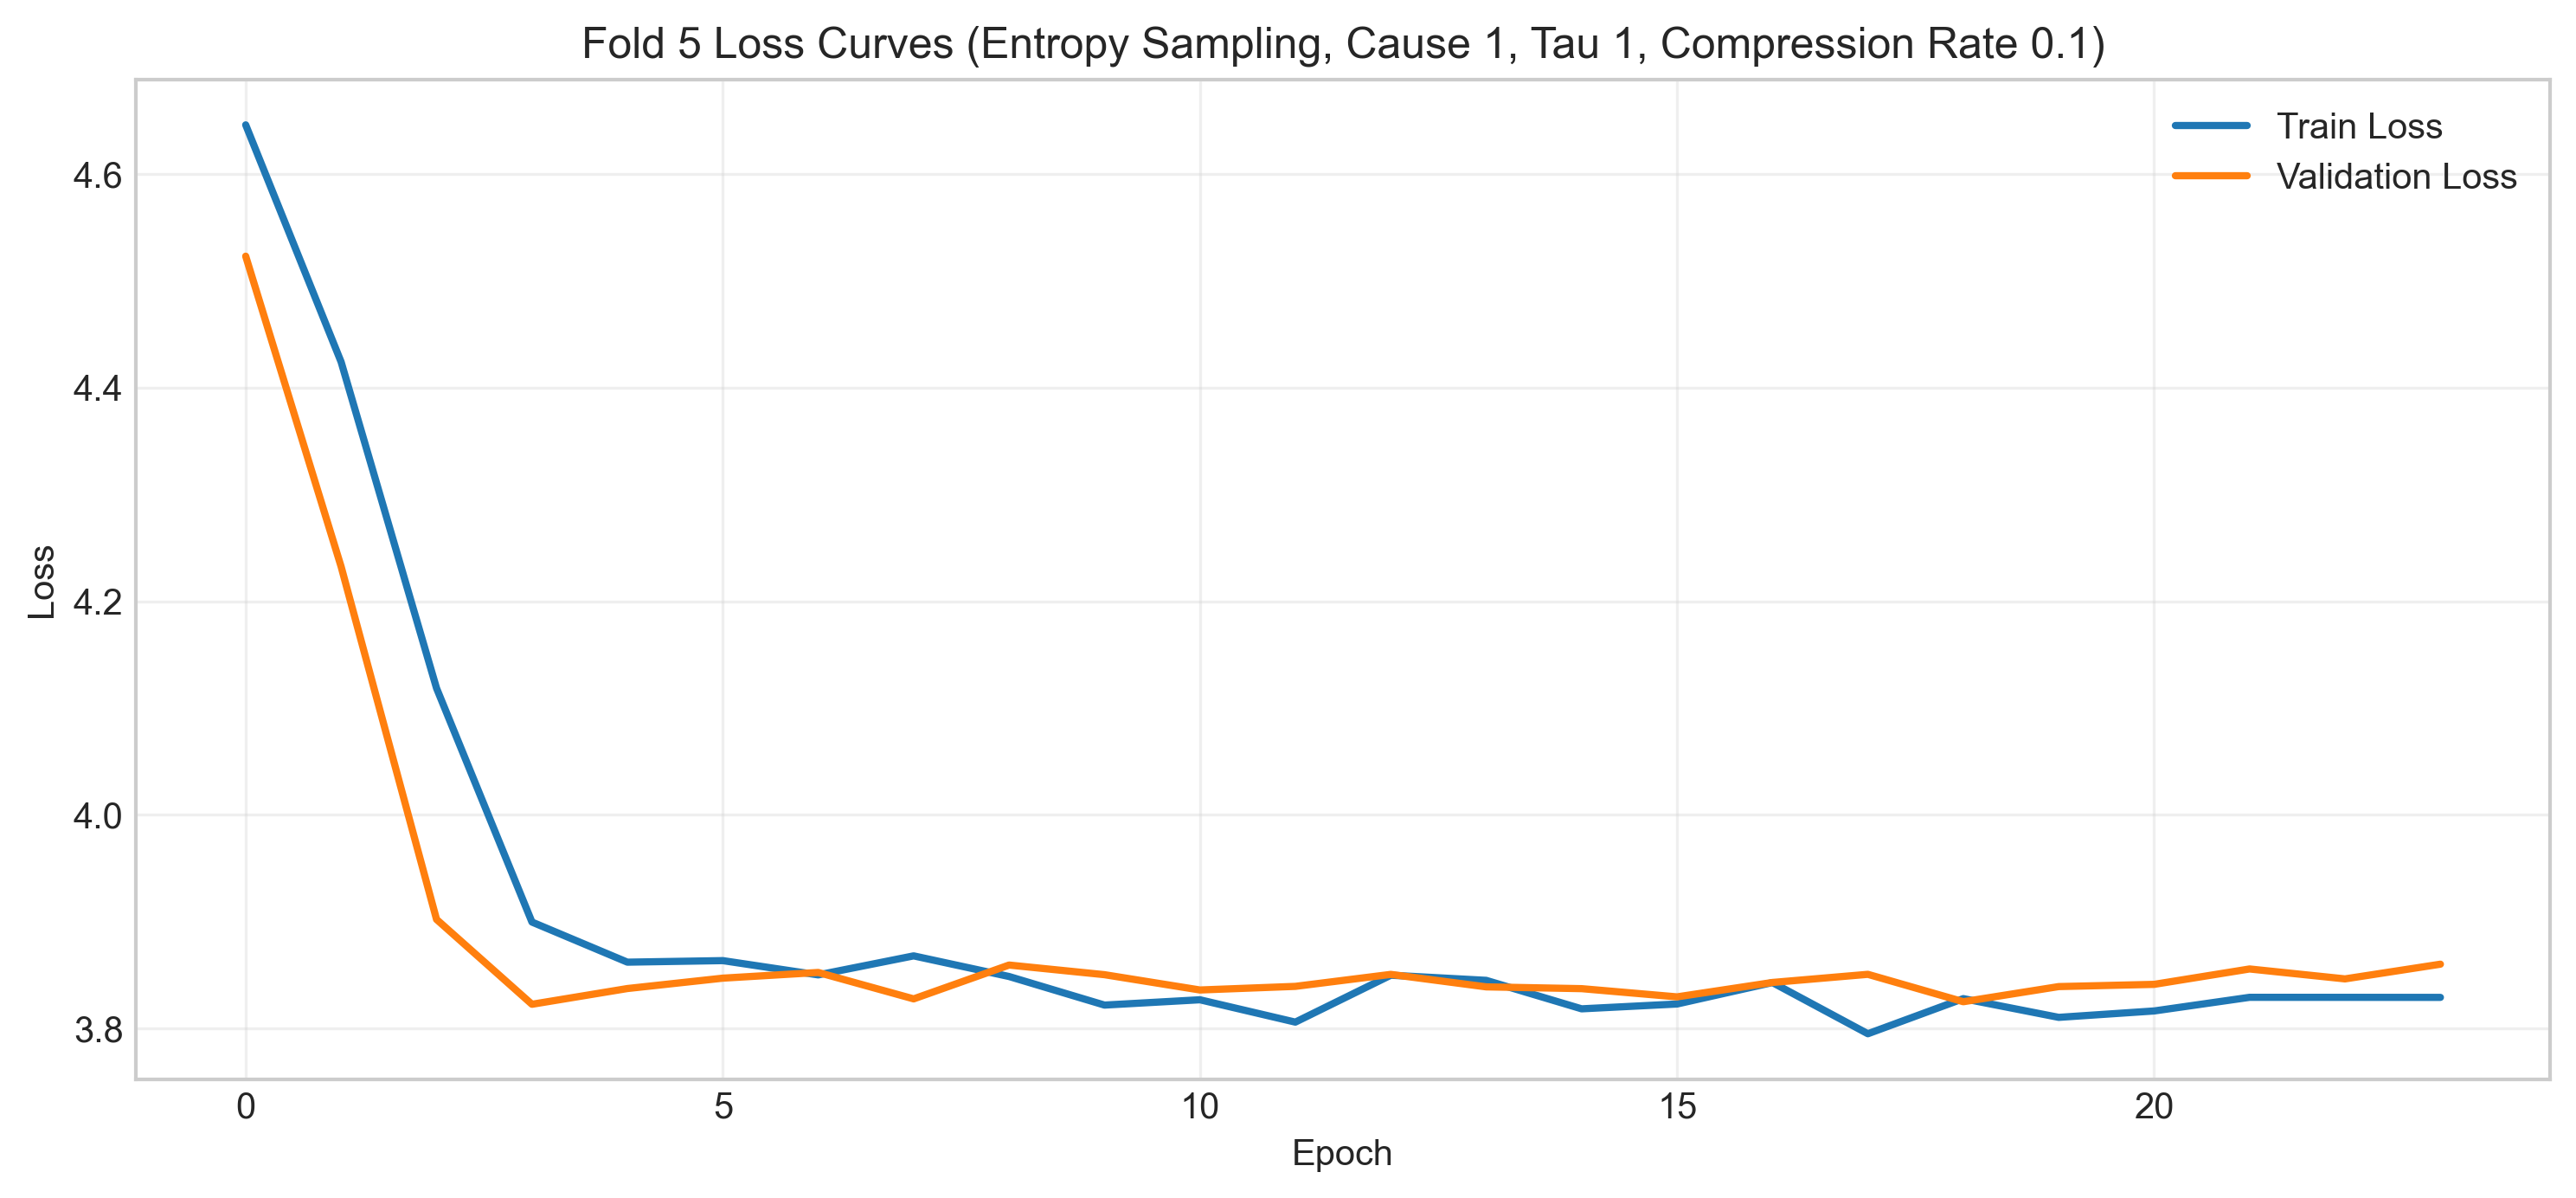 Fold 5 Loss Curves (Entropy Sampling, Cause 1, Tau 1, Compression Rate 0.1)
Train Loss
Validation Loss
4.6
4.4
4.2
4.0
3.8
Loss
0 5 10 15 20
Epoch